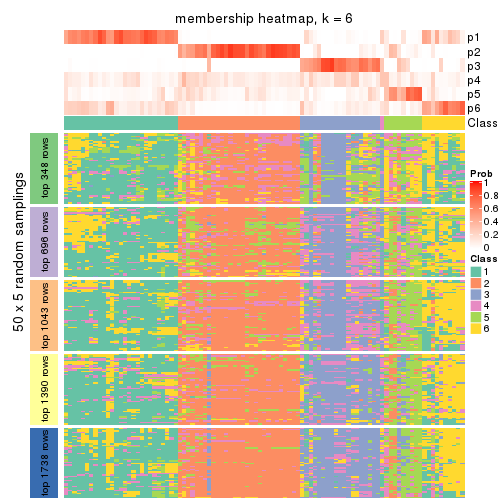 membership heatmap, k = 6
p1
p2
p3
p4
p5
p6
Class
50 x 5 random samplings
top 348 rows
top 696 rows
top 1043 rows
top 1390 rows
top 1738 rows
Prob
1
0.8
0.6
0.4
0.2
0
Class
1
2
3
4
5
6